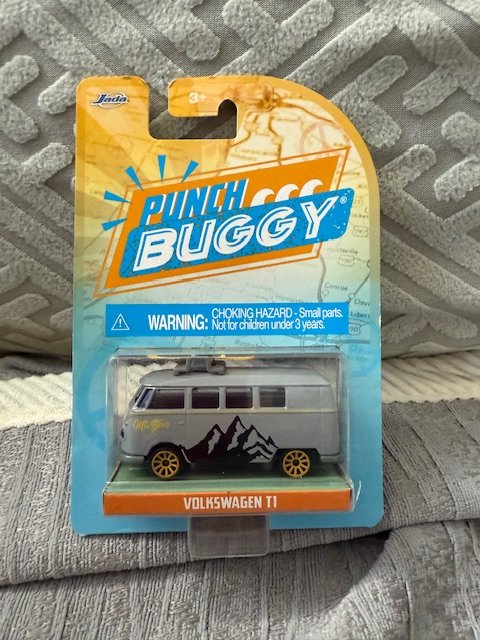 Jada
3+
PUNCH
BUGGY®
WARNING: CHOKING HAZARD - Small parts.
Not for children under 3 years.
VOLKSWAGEN T1